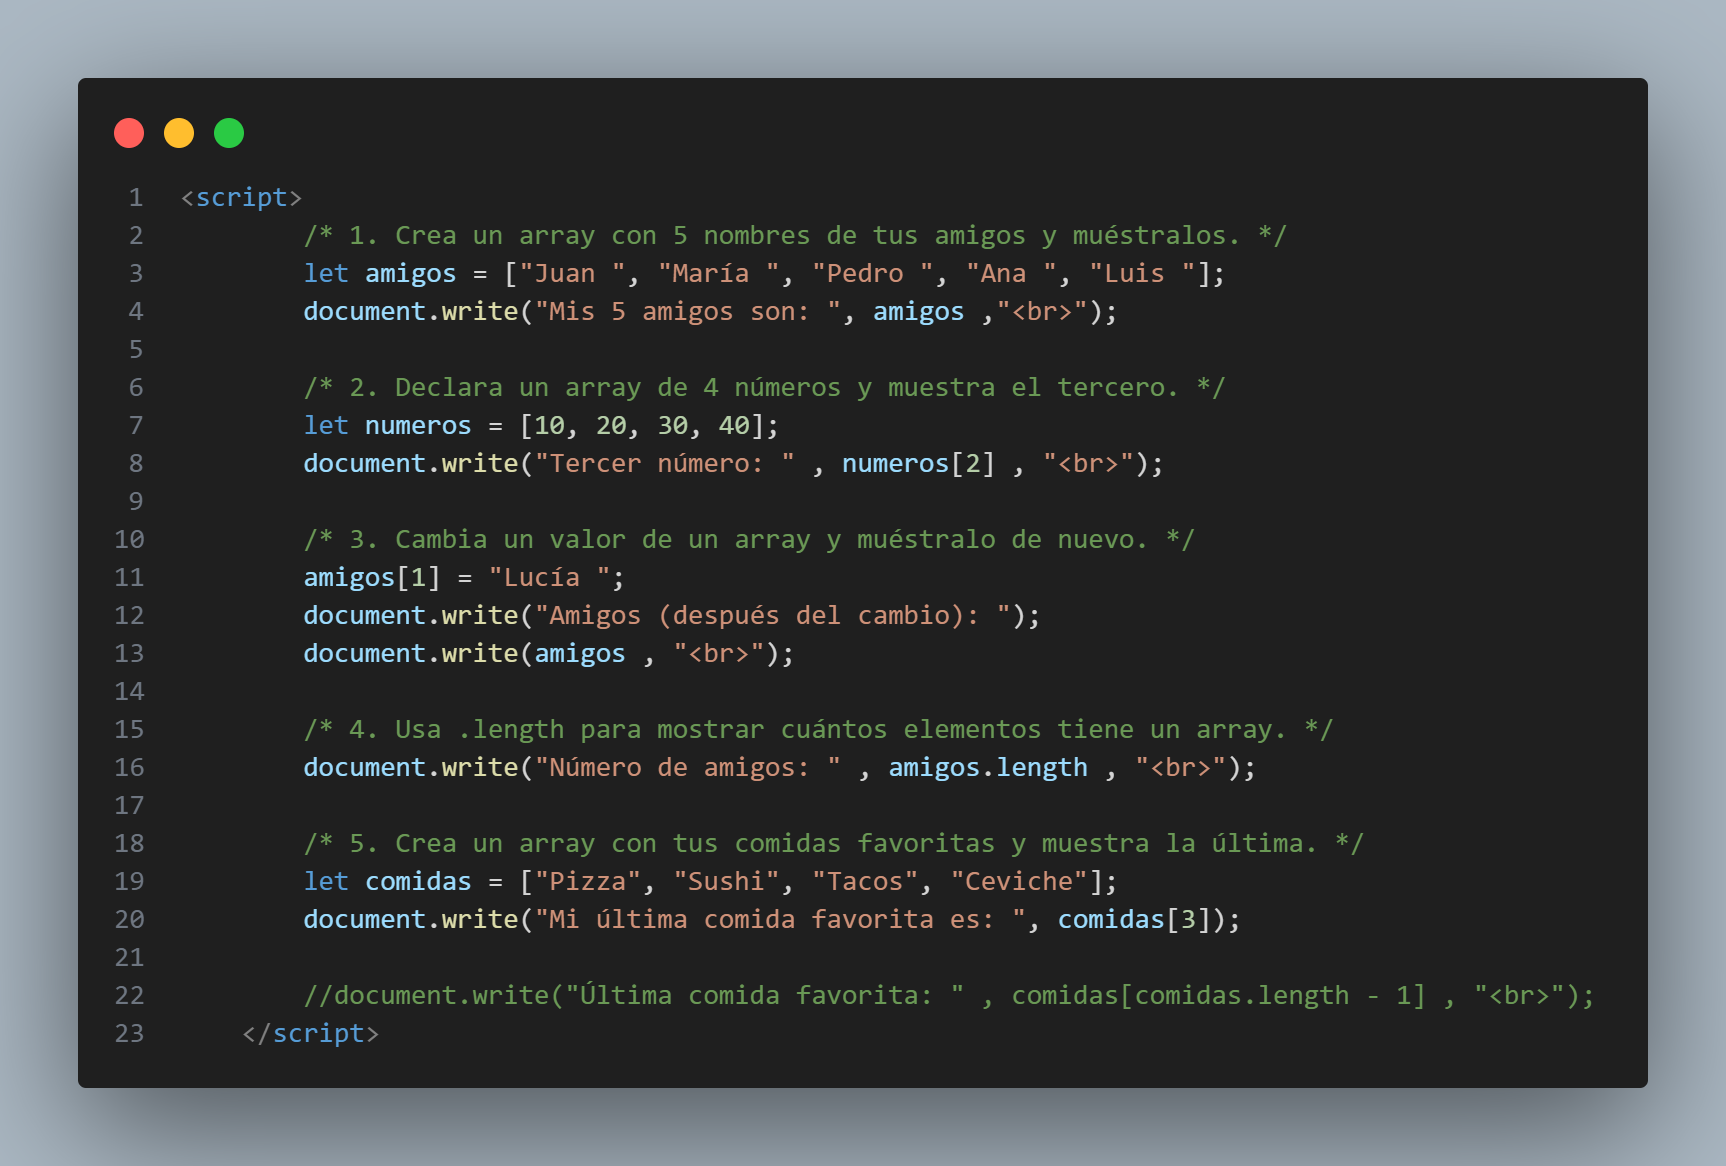 1 <script>
2 /* 1. Crea un array con 5 nombres de tus amigos y muéstralos. */
3 let amigos = ["Juan ", "María ", "Pedro ", "Ana ", "Luis "];
4 document.write("Mis 5 amigos son: ", amigos ,"<br>");
5
6 /* 2. Declara un array de 4 números y muestra el tercero. */
7 let numeros = [10, 20, 30, 40];
8 document.write("Tercer número: " , numeros[2] , "<br>");
9
10 /* 3. Cambia un valor de un array y muéstralo de nuevo. */
11 amigos[1] = "Lucía ";
12 document.write("Amigos (después del cambio): ");
13 document.write(amigos , "<br>");
14
15 /* 4. Usa .length para mostrar cuántos elementos tiene un array. */
16 document.write("Número de amigos: " , amigos.length , "<br>");
17
18 /* 5. Crea un array con tus comidas favoritas y muestra la última. */
19 let comidas = ["Pizza", "Sushi", "Tacos", "Ceviche"];
20 document.write("Mi última comida favorita es: ", comidas[3]);
21
22 //document.write("Última comida favorita: " , comidas[comidas.length - 1] , "<br>");
23 </script>